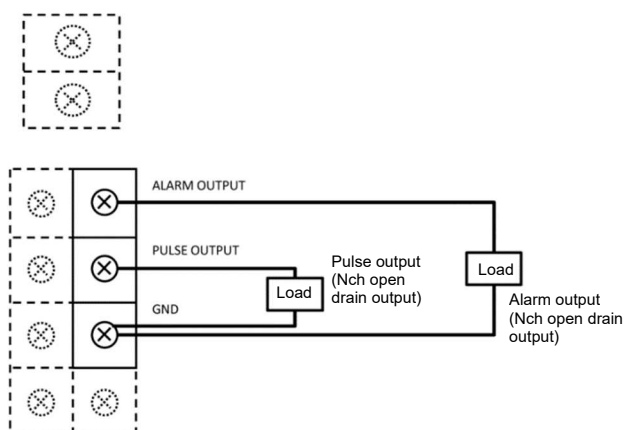 ALARM OUTPUT
PULSE OUTPUT
Pulse output
(Nch open
drain output)
Load
Load
GND
Alarm output
(Nch open drain
output)